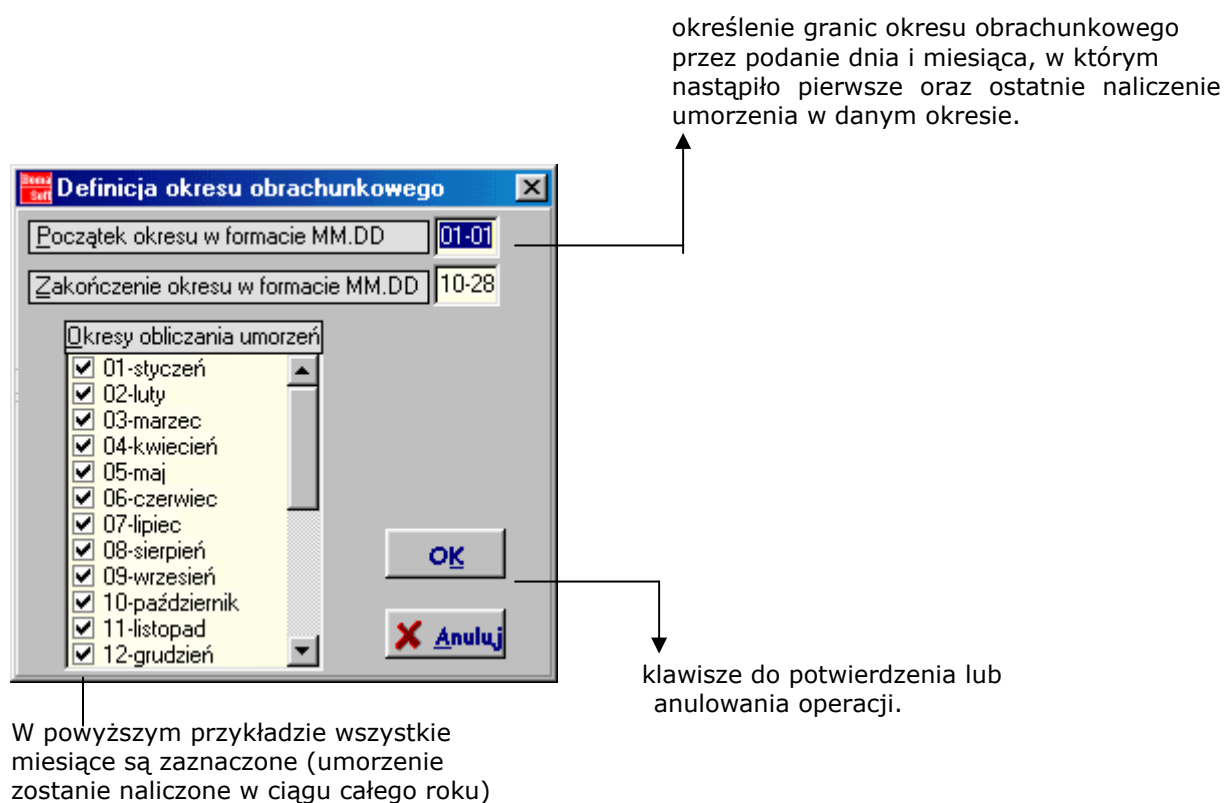 określenie granic okresu obrachunkowego
przez podanie dnia i miesiąca, w którym
nastąpiło pierwsze oraz ostatnie naliczenie
umorzenia w danym okresie.
Soma
Soft
Definicja okresu obrachunkowego
Początek okresu w formacie MM.DD 01-01
Zakończenie okresu w formacie MM.DD 10-28
Okresy obliczania umorzeń
01-styczeń
02-luty
03-marzec
04-kwiecień
05-maj
06-czerwiec
07-lipiec
08-sierpień
09-wrzesień
10-październik
11-listopad
12-grudzień
OK
Anuluj
klawisze do potwierdzenia lub
anulowania operacji.
W powyższym przykładzie wszystkie
miesiące są zaznaczone (umorzenie
zostanie naliczone w ciągu całego roku)